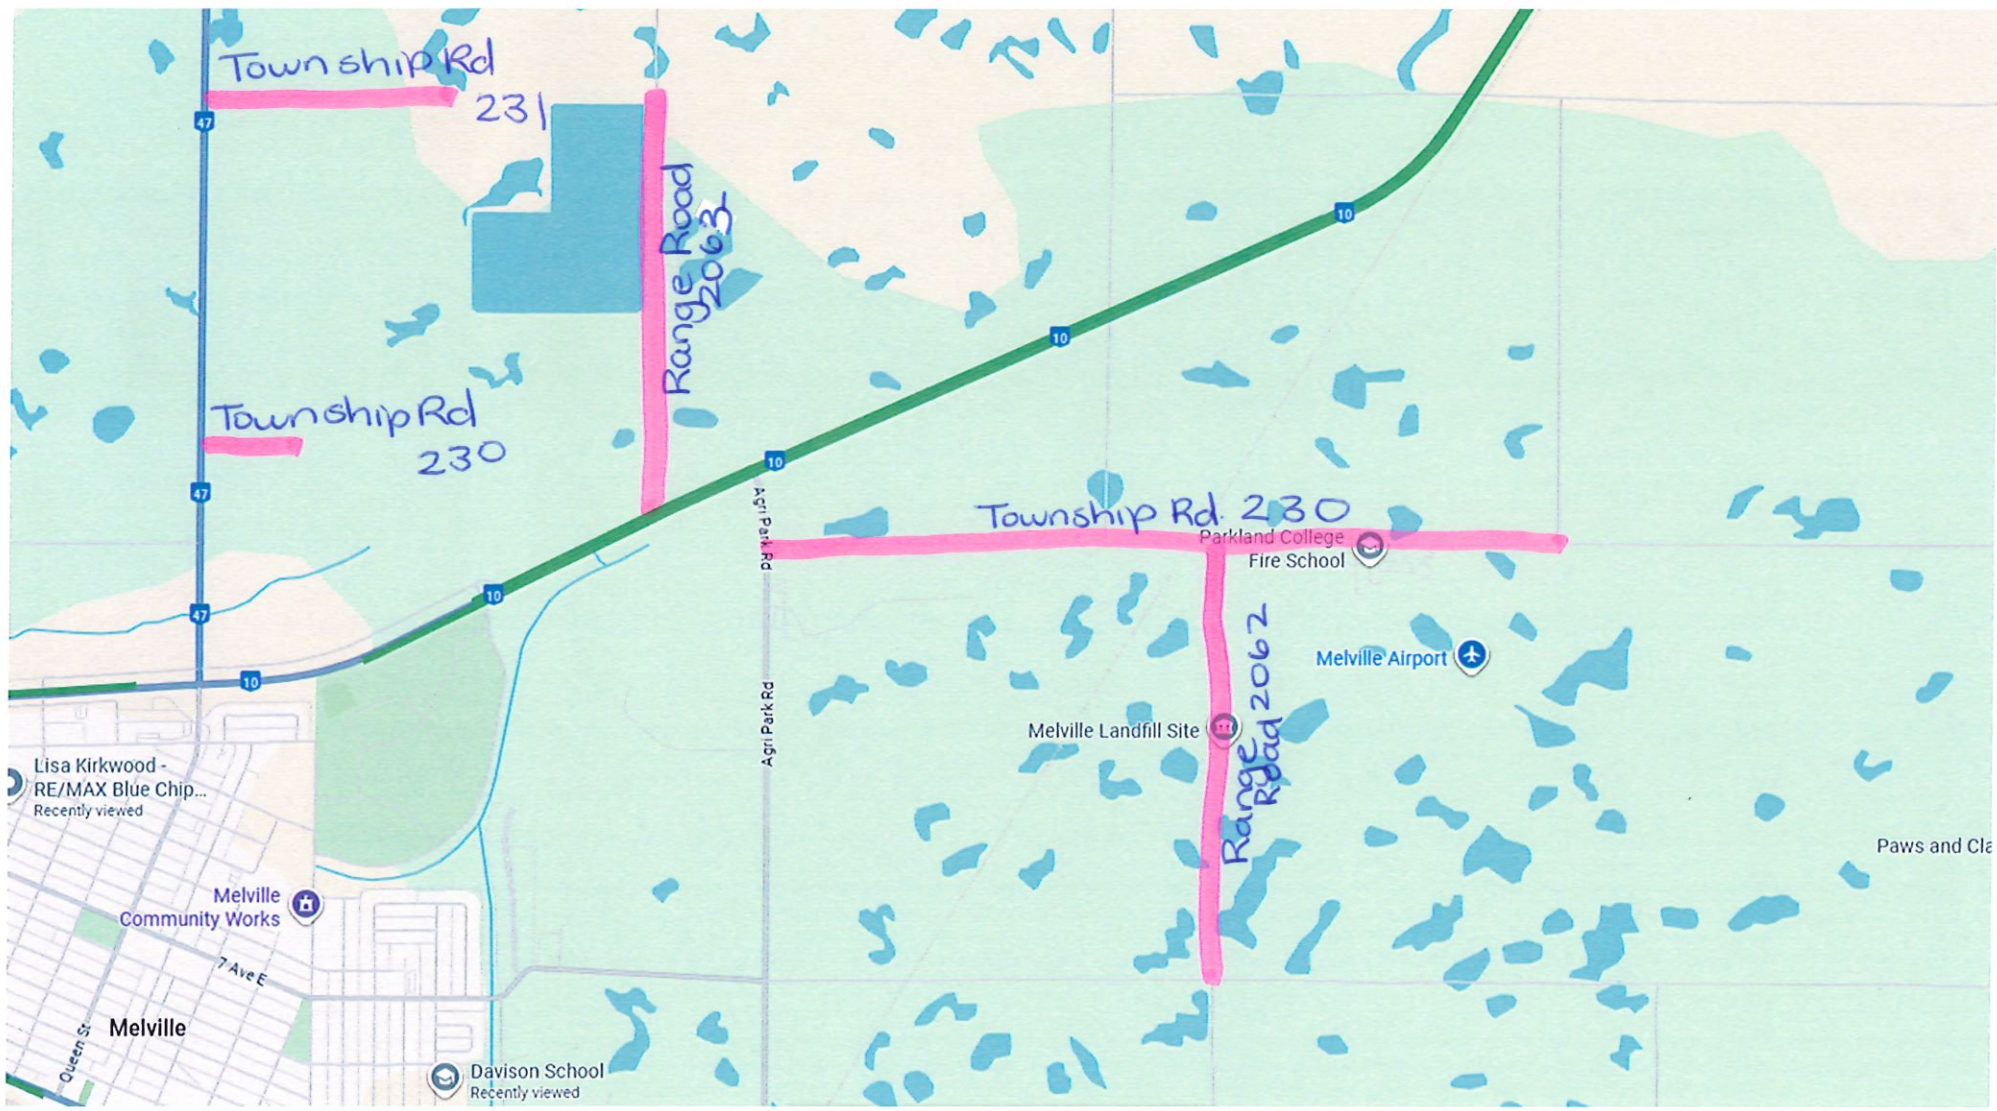 Township Rd
231
47
Range Road
2063
10
10
Township Rd
230
10
47
Agri Park Rd
Township Rd. 230
Parkland College
Fire School
10
47
Melville Airport
10
Range
Road 2062
Agri Park Rd
Melville Landfill Site
Lisa Kirkwood -
RE/MAX Blue Chip...
Recently viewed
Paws and Cla
Melville
Community Works
7 Ave E
Melville
Queen St
Davison School
Recently viewed